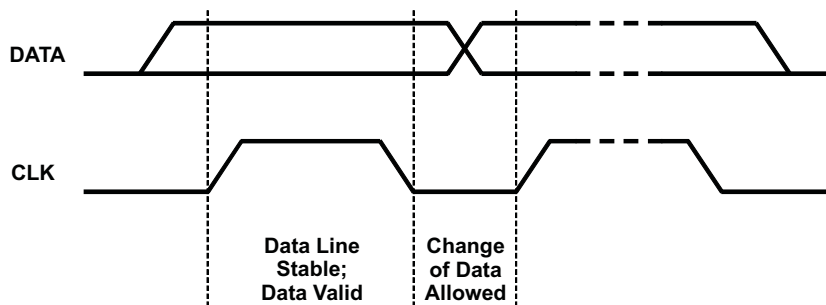 DATA
CLK
Data Line
Stable;
Data Valid
Change
of Data
Allowed